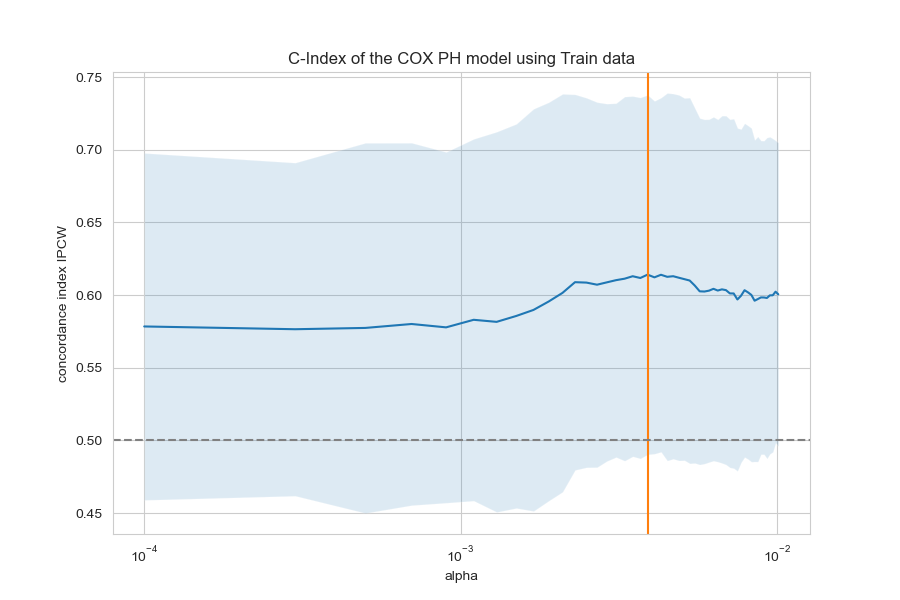 C-Index of the COX PH model using Train data
concordance index IPCW
0.75
0.70
0.65
0.60
0.55
0.50
0.45
10⁻⁴ 10⁻³ 10⁻²
alpha